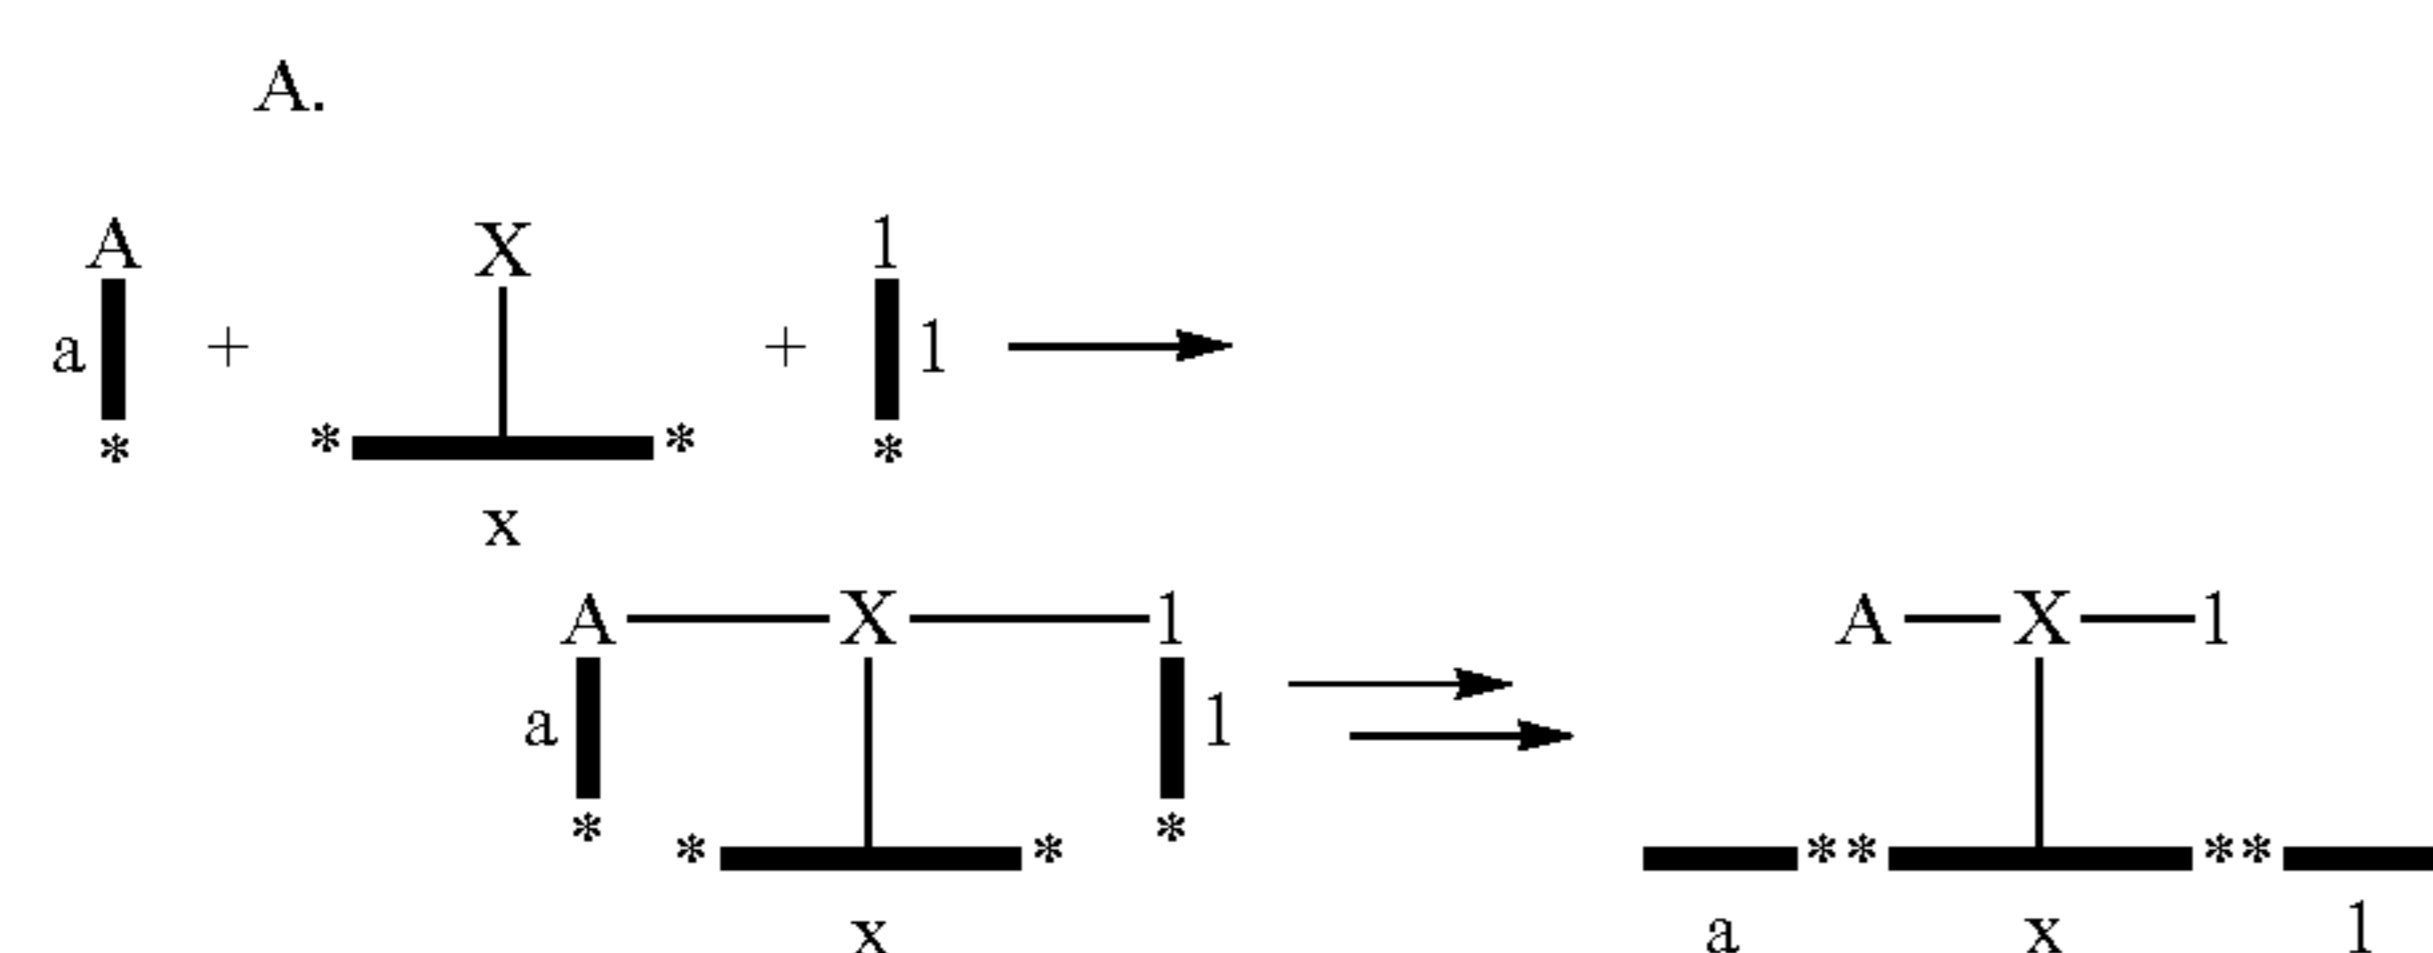 A.
A X 1
a + + 1
* * * *
x
A X 1 A X 1
a 1
* * * * ** **
x a x 1